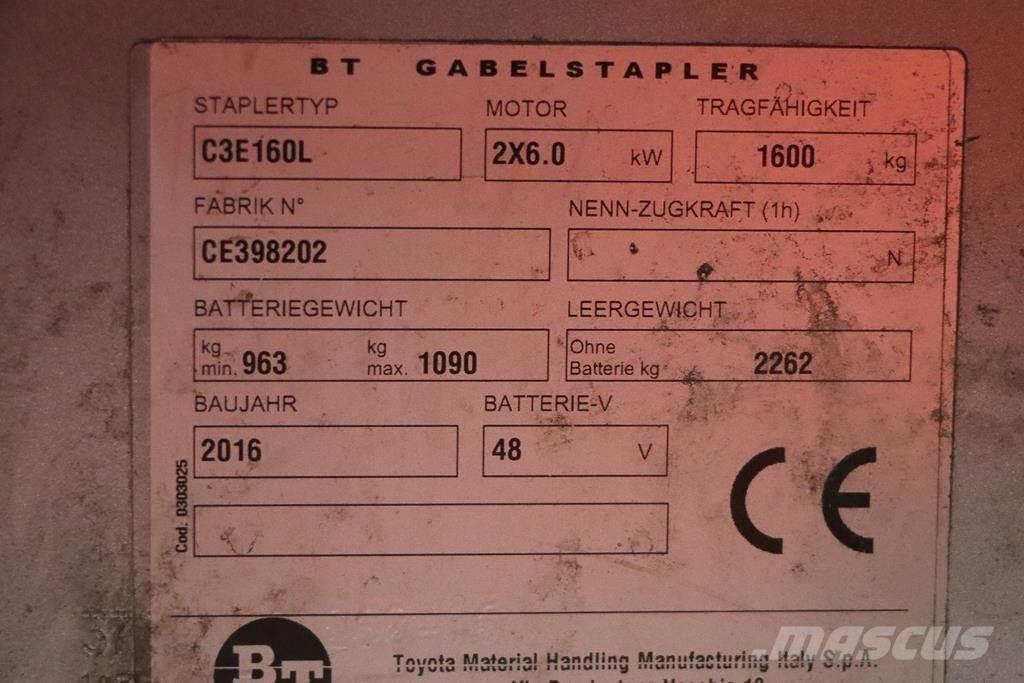 BT GABELSTAPLER
STAPLERTYP MOTOR TRAGFÄHIGKEIT
C3E160L 2X6.0 kW 1600 kg
FABRIK N° NENN-ZUGKRAFT (1h)
CE398202 N
BATTERIEGEWICHT LEERGEWICHT
kg min. 963 kg max. 1090 Ohne Batterie kg 2262
BAUJAHR BATTERIE-V
2016 48 V
Cod. D303025
CE
BT
Toyota Material Handling Manufacturing Italy S.p.A.
mascus